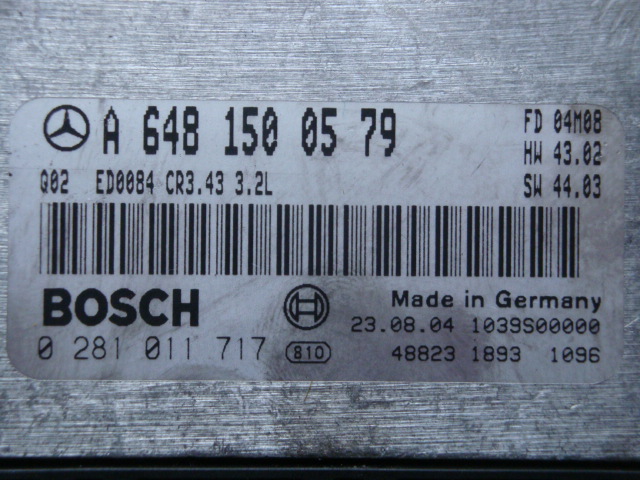 A 648 150 05 79
FD 04M08
HW 43.02
G02 ED0084 CR3.43 3.2L
SW 44.03
BOSCH
Made in Germany
23.08.04 1039S00000
0 281 011 717 810
48823 1893 1096